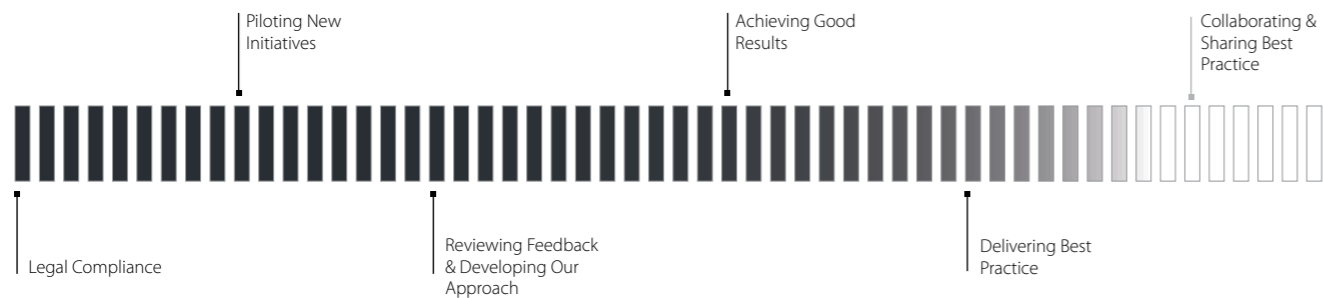 Piloting New
Initiatives
Achieving Good
Results
Collaborating &
Sharing Best
Practice
Legal Compliance
Reviewing Feedback
& Developing Our
Approach
Delivering Best
Practice